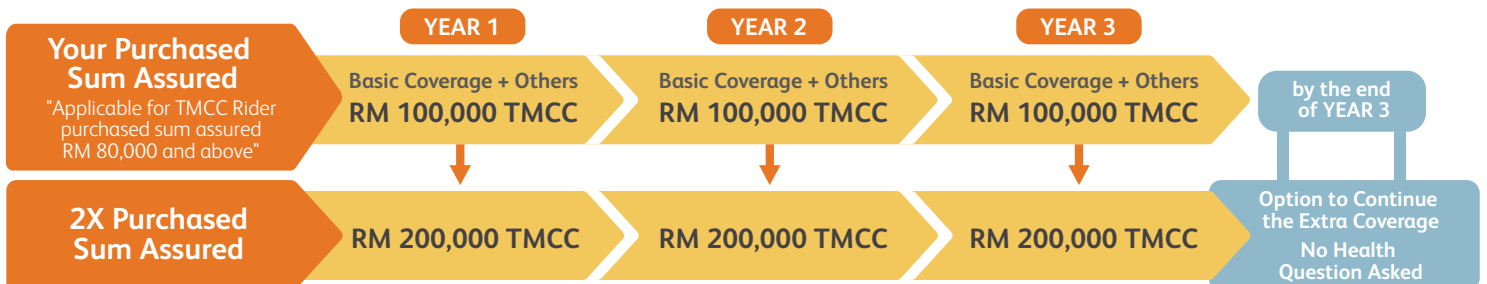 YEAR 1
YEAR 2
YEAR 3
Your Purchased
Sum Assured
"Applicable for TMCC Rider
purchased sum assured
RM 80,000 and above"
Basic Coverage + Others
RM 100,000 TMCC
Basic Coverage + Others
RM 100,000 TMCC
Basic Coverage + Others
RM 100,000 TMCC
by the end
of YEAR 3
2X Purchased
Sum Assured
RM 200,000 TMCC
RM 200,000 TMCC
RM 200,000 TMCC
Option to Continue
the Extra Coverage
No Health
Question Asked